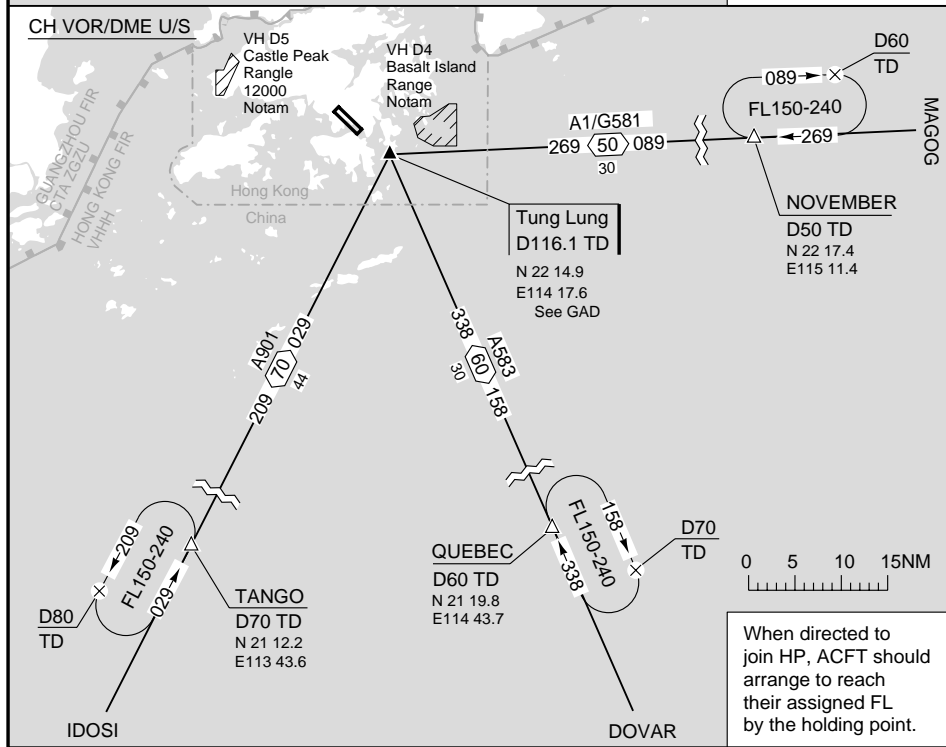 CH VOR/DME U/S
VH D5
Castle Peak
Rangle
12000
Notam
VH D4
Basalt Island
Range
Notam
D60
TD
089
FL150-240
269
MAGOG
A1/G581
269 50 089
30
GUANGZHOU FIR
CTA ZGZU
HONG KONG FIR
VHHH
Hong Kong
China
Tung Lung
D116.1 TD
N 22 14.9
E114 17.6
See GAD
NOVEMBER
D50 TD
N 22 17.4
E115 11.4
A901
209 70 029
44
338 60 158
A583
30
209
FL150-240
029
D80
TD
TANGO
D70 TD
N 21 12.2
E113 43.6
IDOSI
QUEBEC
D60 TD
N 21 19.8
E114 43.7
158
FL150-240
338
D70
TD
DOVAR
0 5 10 15NM
When directed to
join HP, ACFT should
arrange to reach
their assigned FL
by the holding point.